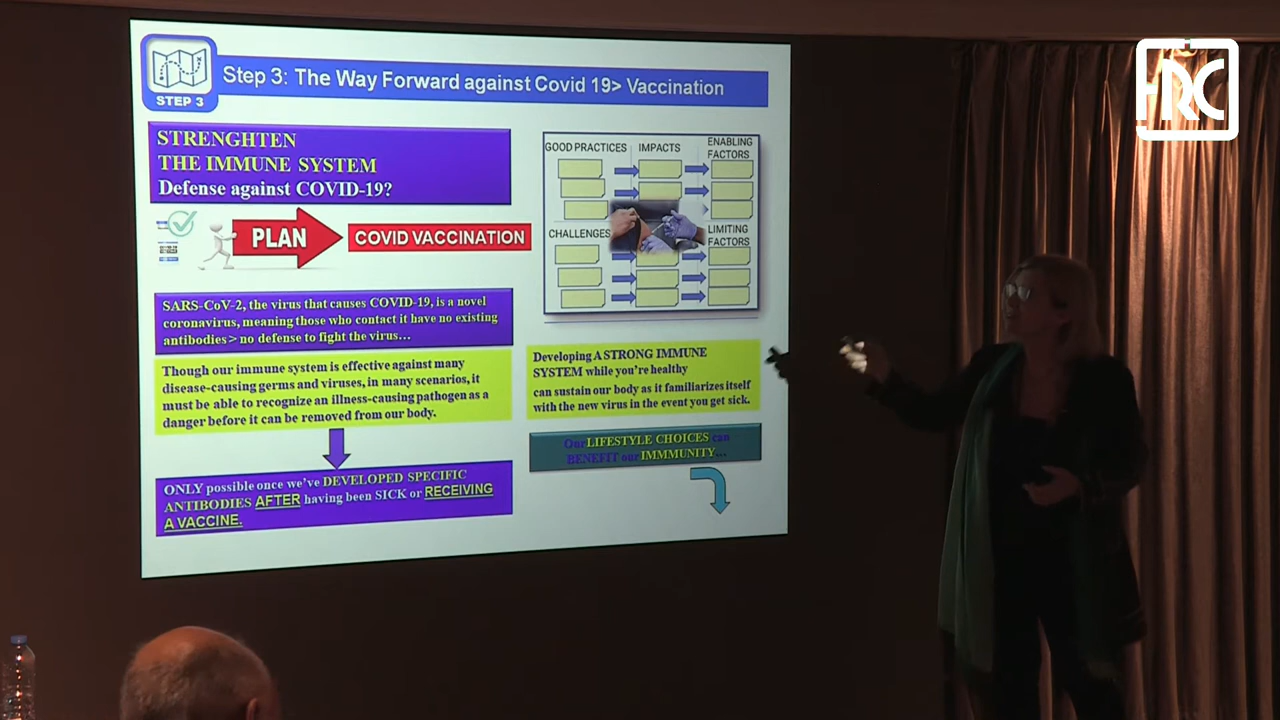 HRC
STEP 3
Step 3: The Way Forward against Covid 19> Vaccination
STRENGHTEN
THE IMMUNE SYSTEM
Defense against COVID-19?
PLAN
COVID VACCINATION
SARS-CoV-2, the virus that causes COVID-19, is a novel
coronavirus, meaning those who contact it have no existing
antibodies > no defense to fight the virus…
Though our immune system is effective against many
disease-causing germs and viruses, in many scenarios, it
must be able to recognize an illness-causing pathogen as a
danger before it can be removed from our body.
ONLY possible once we've DEVELOPED SPECIFIC
ANTIBODIES AFTER having been SICK or RECEIVING
A VACCINE.
GOOD PRACTICES
IMPACTS
ENABLING
FACTORS
CHALLENGES
LIMITING
FACTORS
Developing A STRONG IMMUNE
SYSTEM while you're healthy
can sustain our body as it familiarizes itself
with the new virus in the event you get sick.
Our LIFESTYLE CHOICES can
BENEFIT our IMMMUNITY…